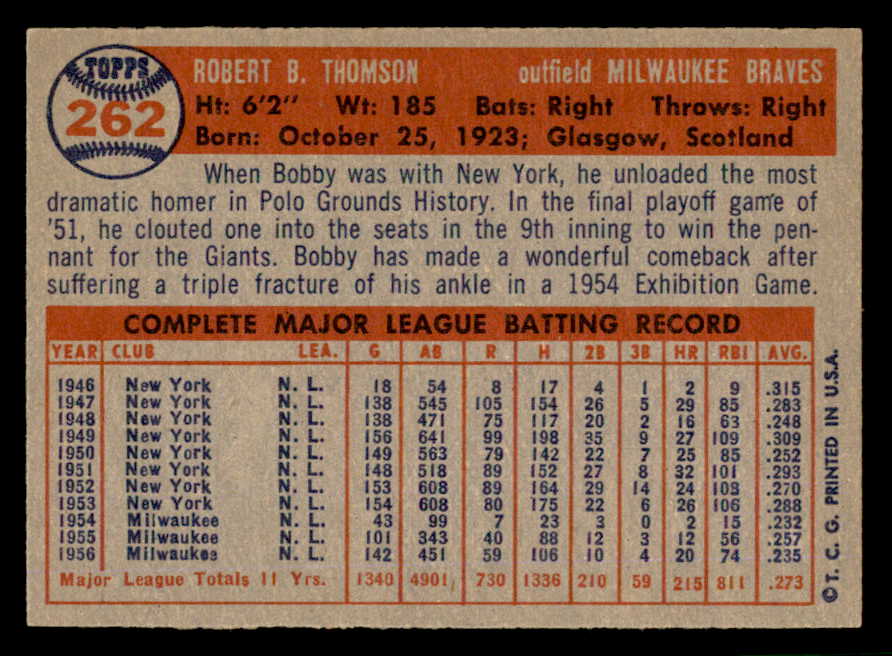 TOPPS
262
ROBERT B. THOMSON outfield MILWAUKEE BRAVES
Ht: 6'2" Wt: 185 Bats: Right Throws: Right
Born: October 25, 1923; Glasgow, Scotland
When Bobby was with New York, he unloaded the most
dramatic homer in Polo Grounds History. In the final playoff game of
'51, he clouted one into the seats in the 9th inning to win the pen-
nant for the Giants. Bobby has made a wonderful comeback after
suffering a triple fracture of his ankle in a 1954 Exhibition Game.
COMPLETE MAJOR LEAGUE BATTING RECORD
YEAR CLUB LEA. G AB R H 2B 3B HR RBI AVG.
1946 New York N. L. 18 54 8 17 4 1 2 9 .315
1947 New York N. L. 138 545 105 154 26 5 29 85 .283
1948 New York N. L. 138 471 75 117 20 2 16 63 .248
1949 New York N. L. 156 641 99 198 35 9 27 109 .309
1950 New York N. L. 149 563 79 142 22 7 25 85 .252
1951 New York N. L. 148 518 89 152 27 8 32 101 .293
1952 New York N. L. 153 608 89 164 29 14 24 108 .270
1953 New York N. L. 154 608 80 175 22 6 26 106 .288
1954 Milwaukee N. L. 43 99 7 23 3 0 2 15 .232
1955 Milwaukee N. L. 101 343 40 88 12 3 12 56 .257
1956 Milwaukee N. L. 142 451 59 106 10 4 20 74 .235
Major League Totals 11 Yrs. 1340 4901 730 1336 210 59 215 811 .273
©T. C. G. PRINTED IN U.S.A.